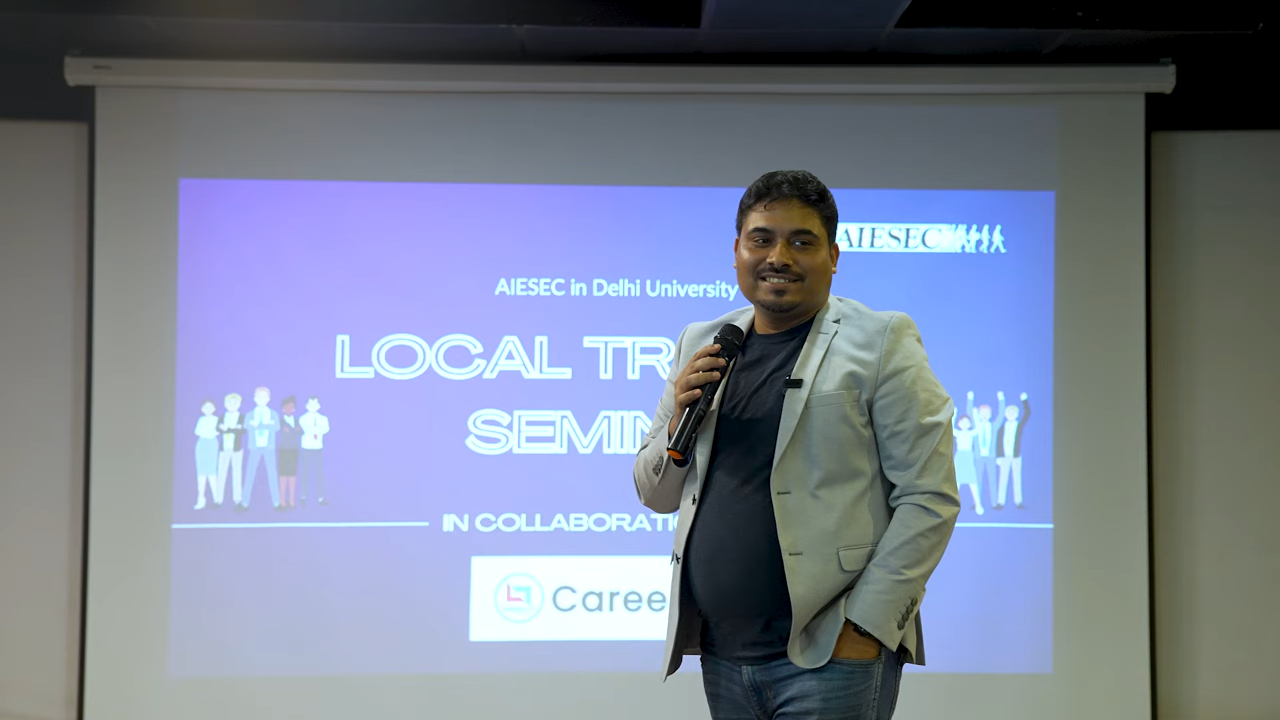 AIESEC
AIESEC in Delhi University
LOCAL TR
SEMIN
IN COLLABORATI
Caree